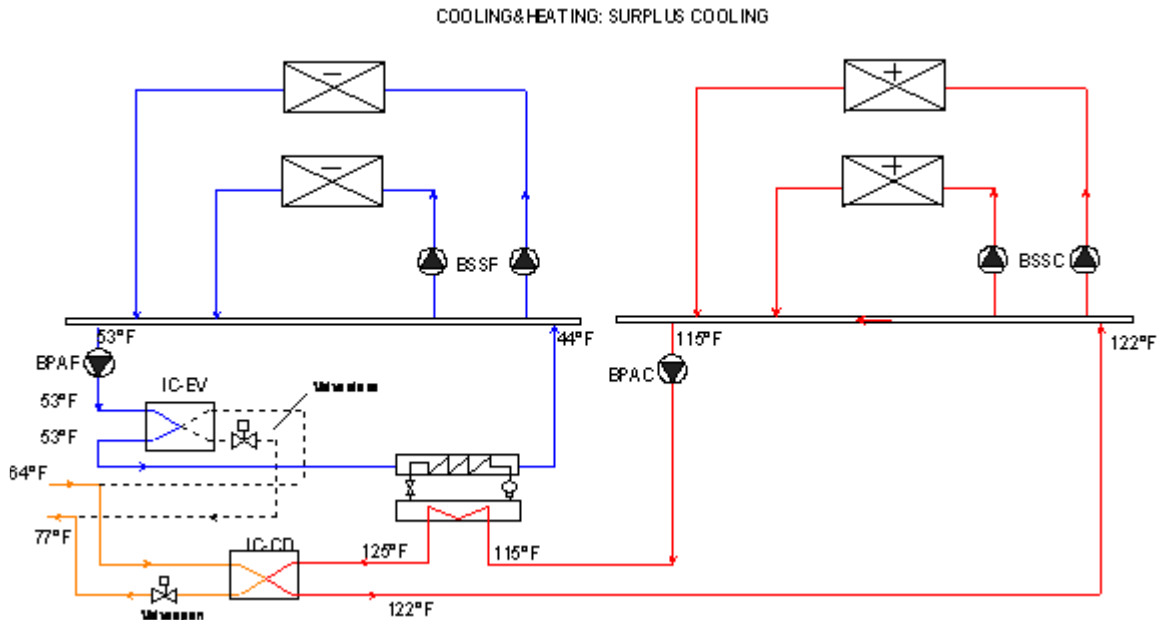 COOLING&HEATING: SURPLUS COOLING
BSSF
BSSC
53°F
44°F
115°F
122°F
BPAF
BPAC
IC-EV
53°F
53°F
64°F
77°F
IC-CD
125°F
115°F
122°F